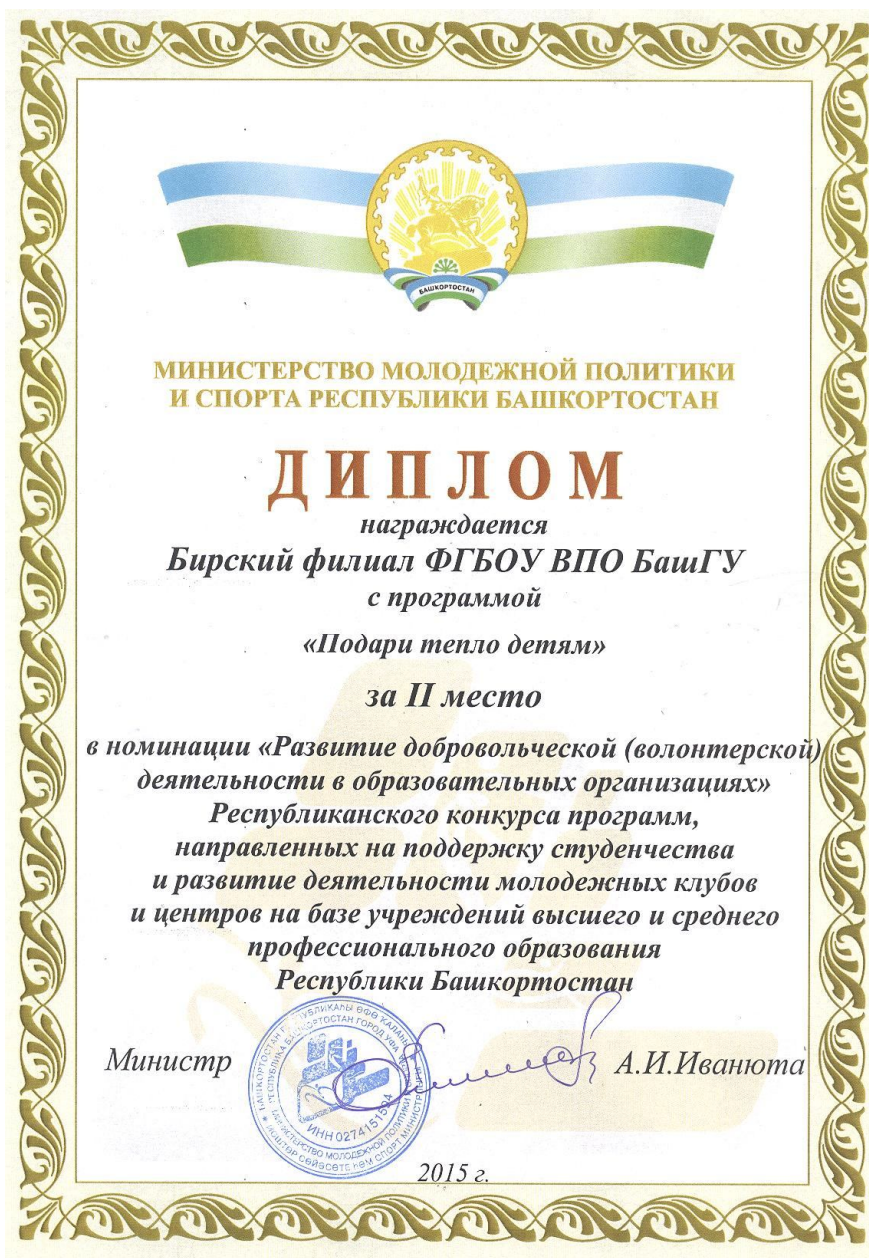 БАШКОРТОСТАН
МИНИСТЕРСТВО МОЛОДЕЖНОЙ ПОЛИТИКИ
И СПОРТА РЕСПУБЛИКИ БАШКОРТОСТАН
ДИПЛОМ
награждается
Бирский филиал ФГБОУ ВПО БашГУ
с программой
«Подари тепло детям»
за II место
в номинации «Развитие добровольческой (волонтерской)
деятельности в образовательных организациях»
Республиканского конкурса программ,
направленных на поддержку студенчества
и развитие деятельности молодежных клубов
и центров на базе учреждений высшего и среднего
профессионального образования
Республики Башкортостан
Министр
А.И.Иванюта
ИНН 0274151504
2015 г.